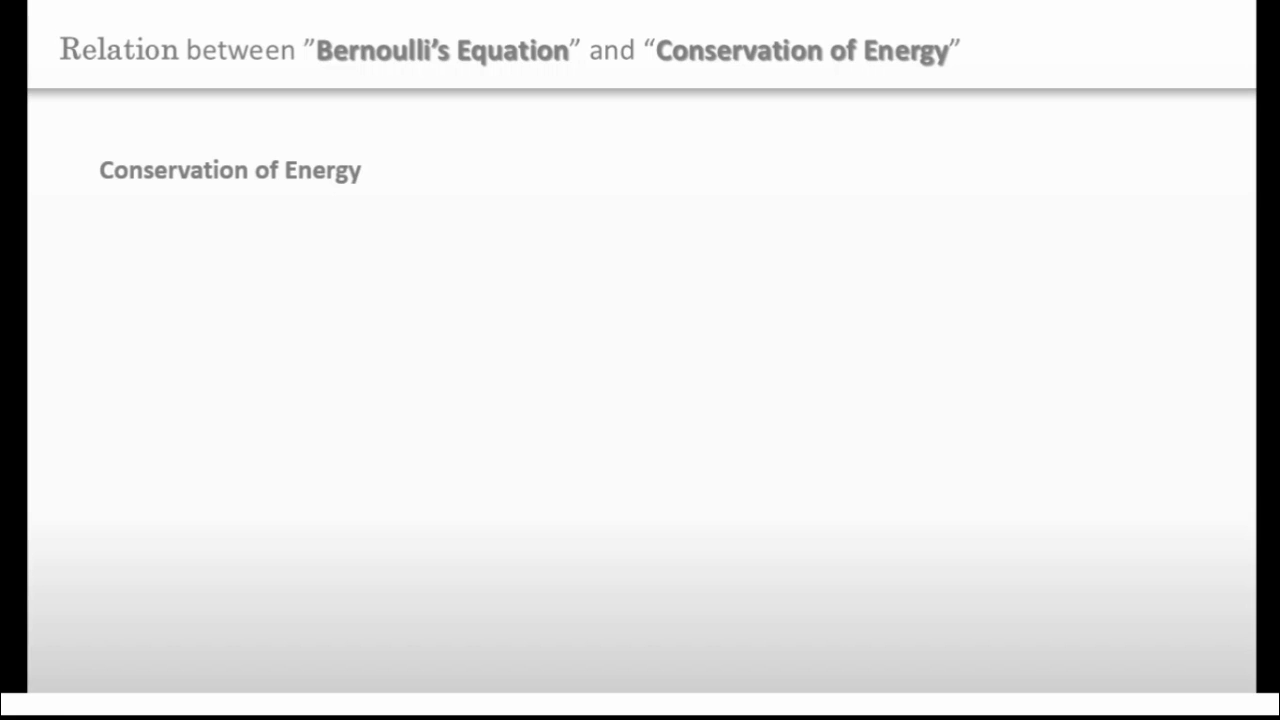 Relation between ”Bernoulli’s Equation” and “Conservation of Energy”
Conservation of Energy